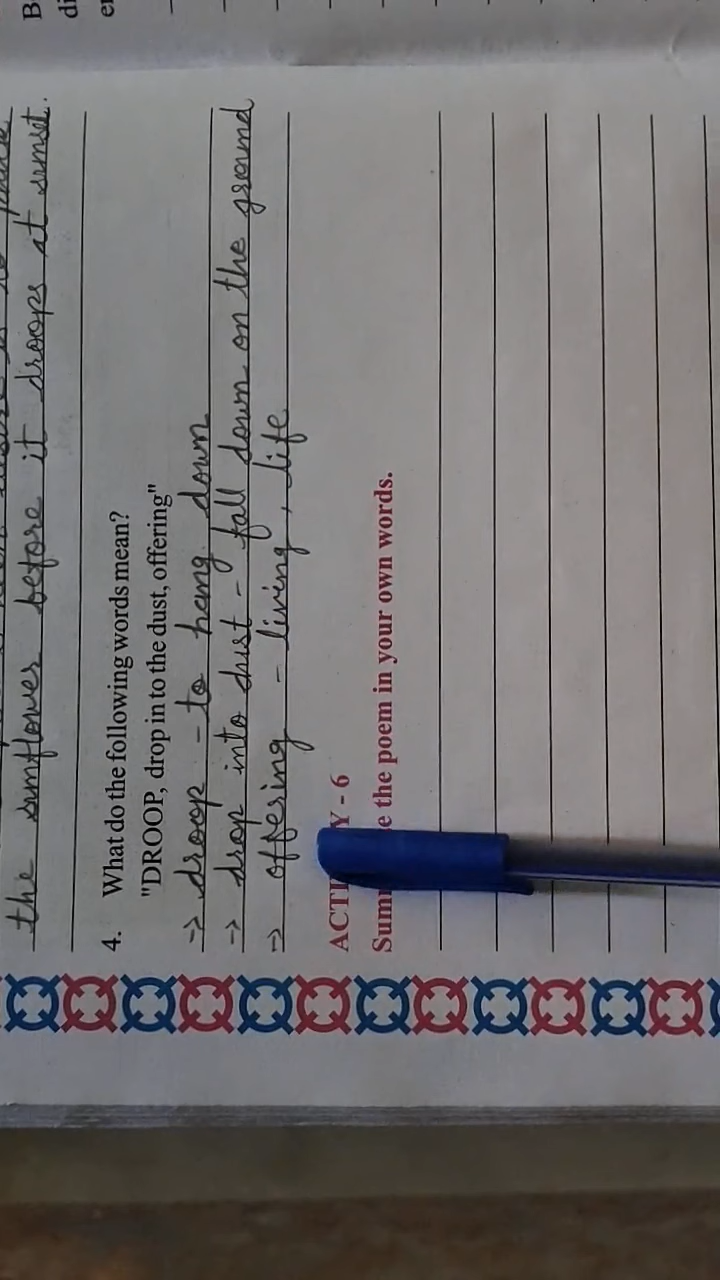 the sunflower before it droops at sunset.
4. What do the following words mean?
"DROOP, drop in to the dust, offering"
-> droop - to hang down
-> drop into dust - fall down on the ground
-> offering - living, life
ACTI Y - 6
Sum e the poem in your own words.